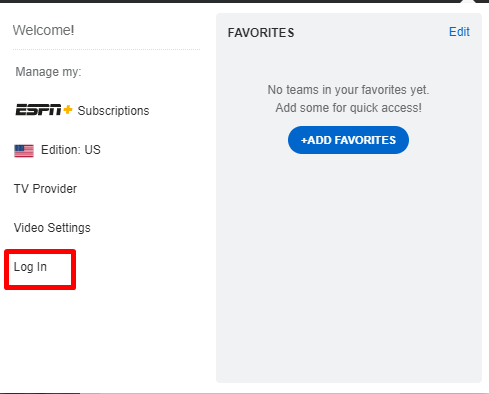 Welcome!
Manage my:
ESPN+ Subscriptions
Edition: US
TV Provider
Video Settings
Log In
FAVORITES
Edit
No teams in your favorites yet.
Add some for quick access!
+ADD FAVORITES